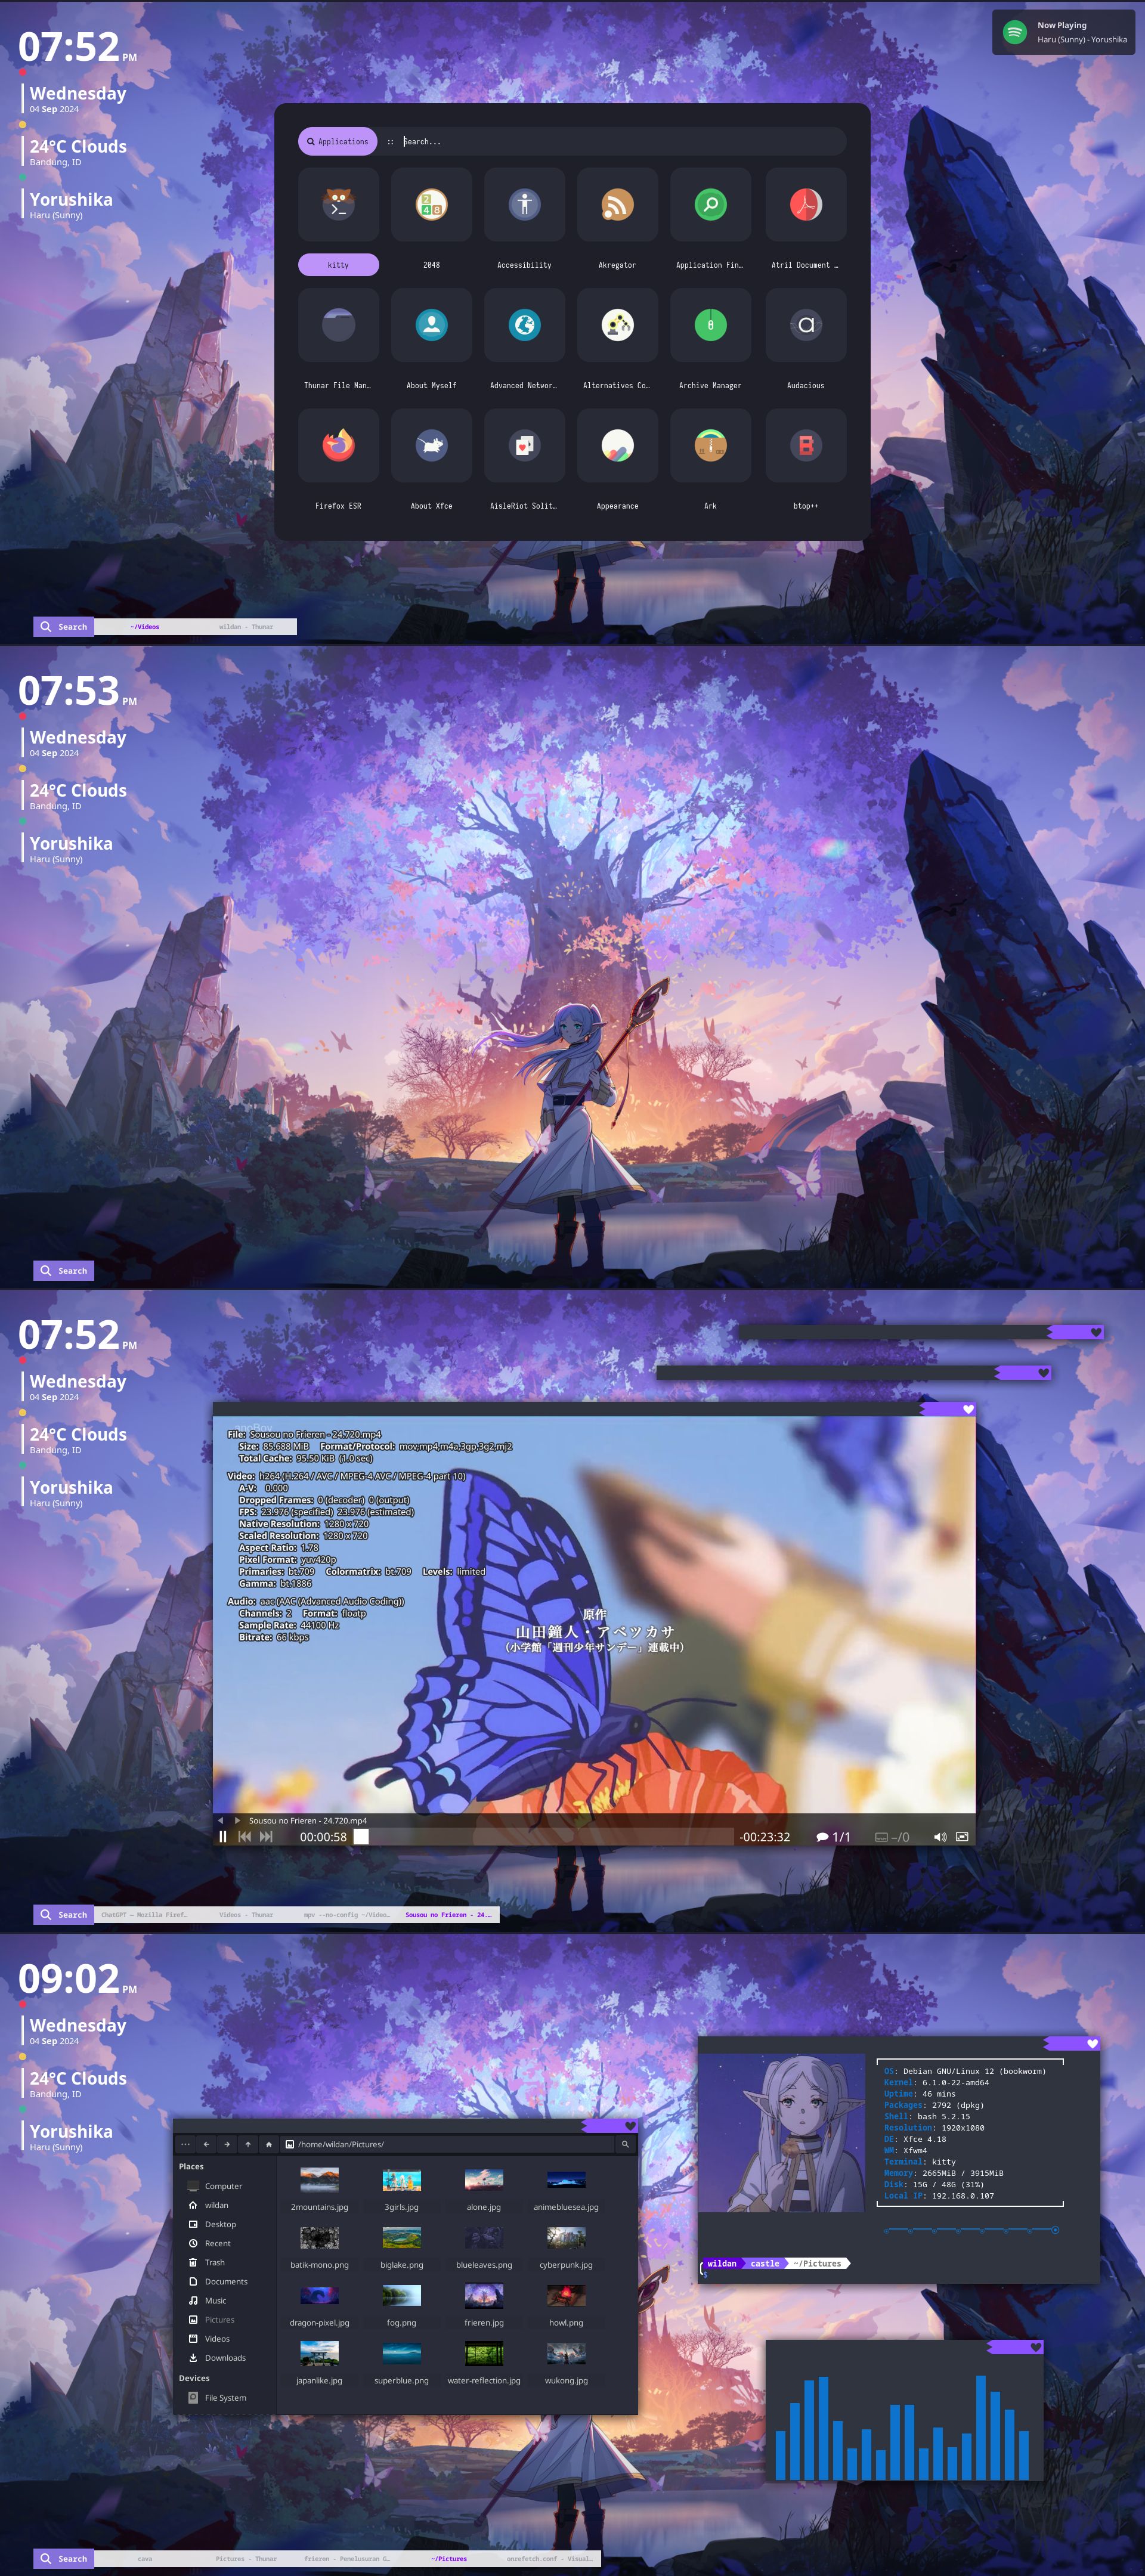 07:52 PM
Wednesday
04 Sep 2024
24°C Clouds
Bandung, ID
Yorushika
Haru (Sunny)
Now Playing
Haru (Sunny) - Yorushika
Applications :: Search...
kitty 2048 Accessibility Akregator Application Fin… Atril Document …
Thunar File Man… About Myself Advanced Networ… Alternatives Co… Archive Manager Audacious
Firefox ESR About Xfce AisleRiot Solit… Appearance Ark btop++
Search ~/Videos wildan - Thunar
07:53 PM
Wednesday
04 Sep 2024
24°C Clouds
Bandung, ID
Yorushika
Haru (Sunny)
Search
07:52 PM
Wednesday
04 Sep 2024
24°C Clouds
Bandung, ID
Yorushika
Haru (Sunny)
File: Sousou no Frieren - 24.720.mp4
Size: 85.688 MiB Format/Protocol: mov,mp4,m4a,3gp,3g2,mj2
Total Cache: 95.50 KiB (1.0 sec)
Video: h264 (H.264 / AVC / MPEG-4 AVC / MPEG-4 part 10)
A-V: 0.000
Dropped Frames: 0 (decoder) 0 (output)
FPS: 23.976 (specified) 23.976 (estimated)
Native Resolution: 1280 x 720
Scaled Resolution: 1280 x 720
Aspect Ratio: 1.78
Pixel Format: yuv420p
Primaries: bt.709 Colormatrix: bt.709 Levels: limited
Gamma: bt.1886
Audio: aac (AAC (Advanced Audio Coding))
Channels: 2 Format: floatp
Sample Rate: 44100 Hz
Bitrate: 66 kbps
原作
山田鐘人・アベツカサ
(小学館「週刊少年サンデー」連載中)
Sousou no Frieren - 24.720.mp4
00:00:58 -00:23:32 1/1 –/0
Search ChatGPT — Mozilla Firef… Videos - Thunar mpv --no-config ~/Video… Sousou no Frieren - 24.…
09:02 PM
Wednesday
04 Sep 2024
24°C Clouds
Bandung, ID
Yorushika
Haru (Sunny)
/home/wildan/Pictures/
Places
Computer
wildan
Desktop
Recent
Trash
Documents
Music
Pictures
Videos
Downloads
Devices
File System
2mountains.jpg 3girls.jpg alone.jpg animebluesea.jpg
batik-mono.png biglake.png blueleaves.png cyberpunk.jpg
dragon-pixel.jpg fog.png frieren.jpg howl.png
japanlike.jpg superblue.png water-reflection.jpg wukong.jpg
OS: Debian GNU/Linux 12 (bookworm)
Kernel: 6.1.0-22-amd64
Uptime: 46 mins
Packages: 2792 (dpkg)
Shell: bash 5.2.15
Resolution: 1920x1080
DE: Xfce 4.18
WM: Xfwm4
Terminal: kitty
Memory: 2665MiB / 3915MiB
Disk: 15G / 48G (31%)
Local IP: 192.168.0.107
wildan castle ~/Pictures
$
Search cava Pictures - Thunar frieren - Penelusuran G… ~/Pictures